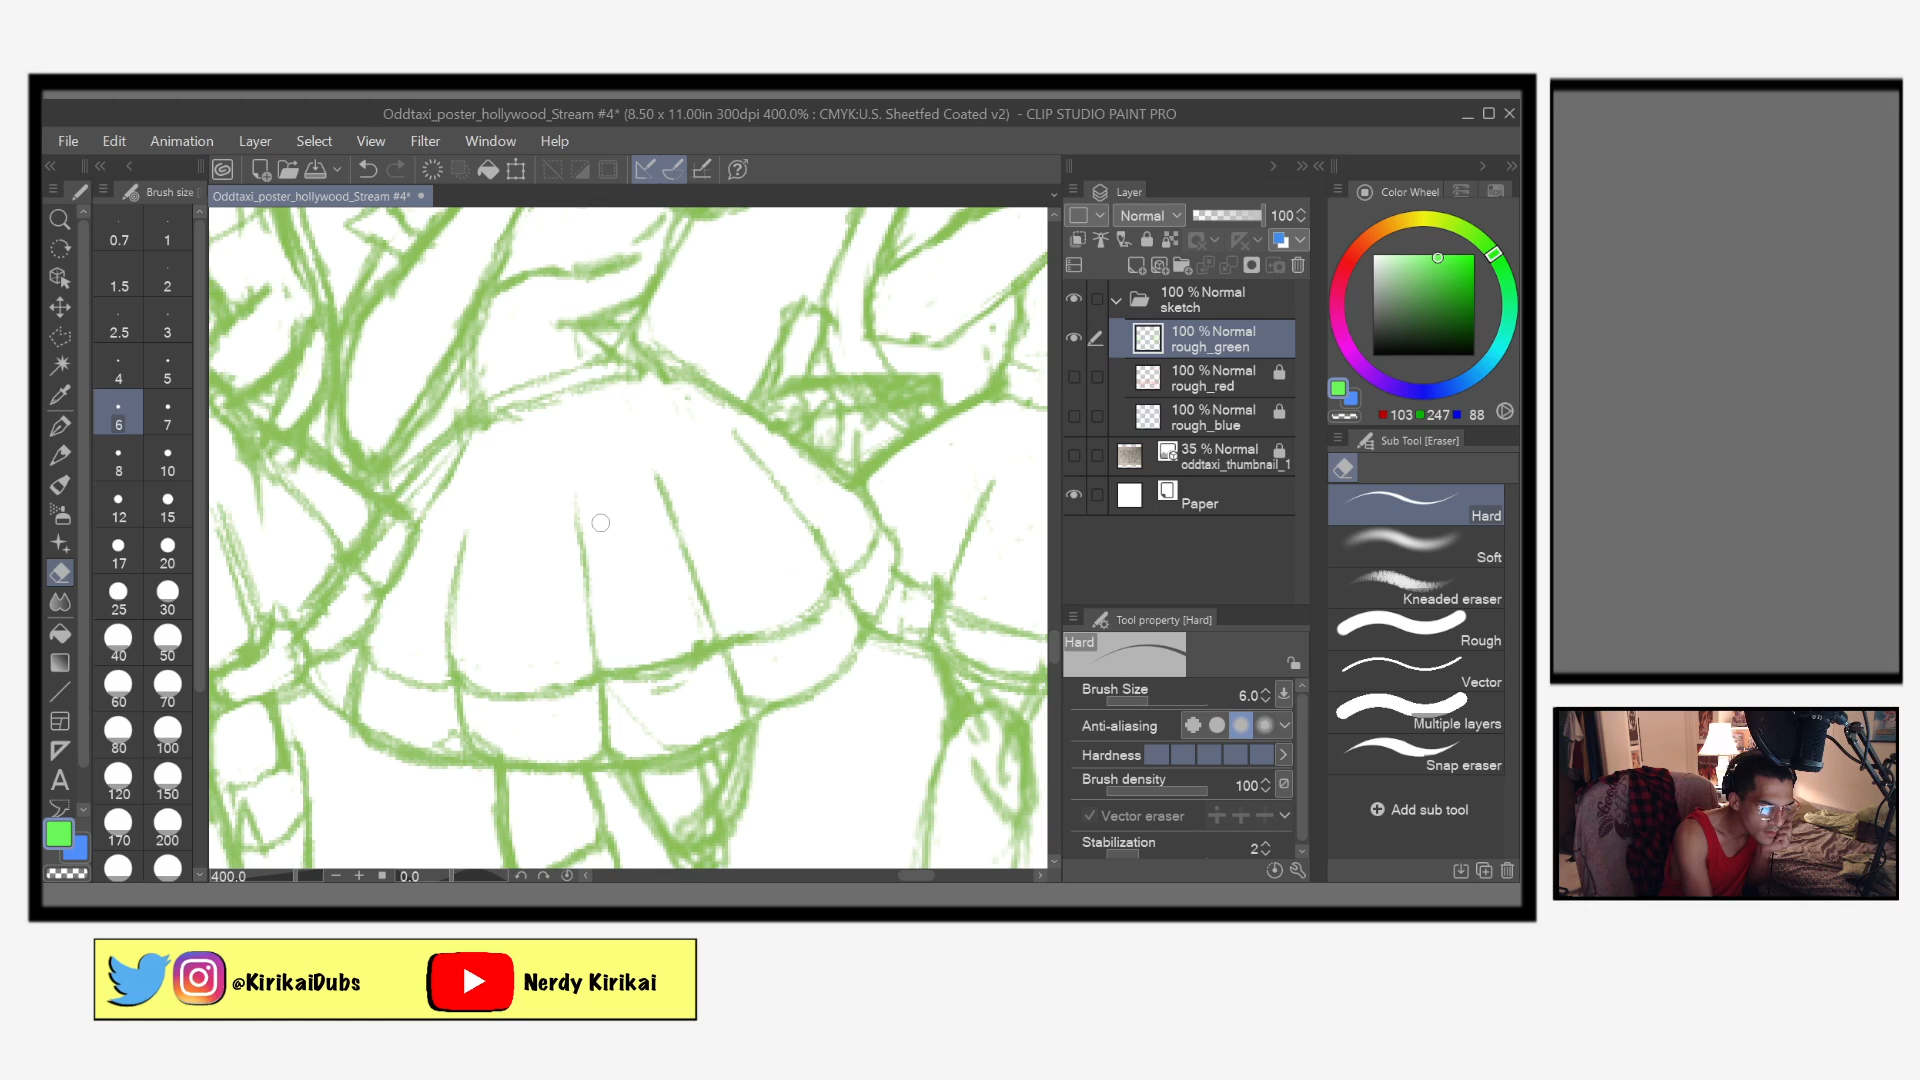 Oddtaxi_poster_hollywood_Stream #4* (8.50 x 11.00in 300dpi 400.0% : CMYK:U.S. Sheetfed Coated v2) - CLIP STUDIO PAINT PRO
File Edit Animation Layer Select View Filter Window Help
Brush size
Oddtaxi_poster_hollywood_Stream #4*
Layer
Color Wheel
Normal 100
0.7 1
1.5 2
2.5 3
4 5
6 7
8 10
12 15
17 20
25 30
40 50
60 70
80 100
120 150
170 200
100 % Normal
sketch
100 % Normal
rough_green
100 % Normal
rough_red
100 % Normal
rough_blue
35 % Normal
oddtaxi_thumbnail_1
Paper
103 247 88
Sub Tool [Eraser]
Hard
Soft
Kneaded eraser
Rough
Vector
Multiple layers
Snap eraser
Add sub tool
Tool property [Hard]
Hard
Brush Size 6.0
Anti-aliasing
Hardness
Brush density 100
Vector eraser
Stabilization 2
400.0 0.0
@KirikaiDubs
Nerdy Kirikai